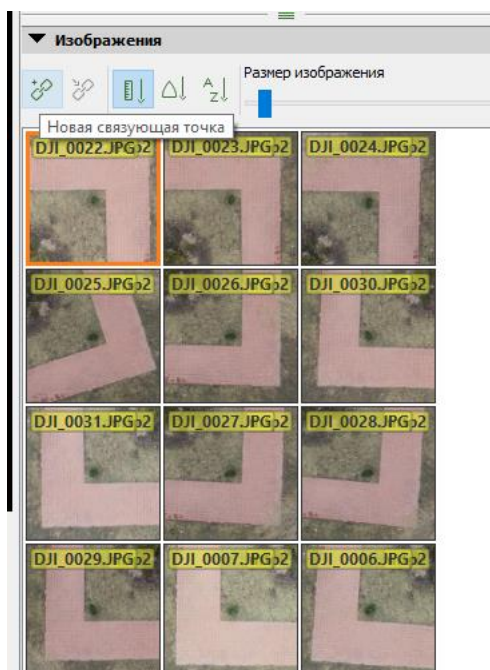 Изображения
Размер изображения
A
Z
Новая связующая точка
DJI_0022.JPG DJI_0023.JPG DJI_0024.JPG
DJI_0025.JPG DJI_0026.JPG DJI_0030.JPG
DJI_0031.JPG DJI_0027.JPG DJI_0028.JPG
DJI_0029.JPG DJI_0007.JPG DJI_0006.JPG